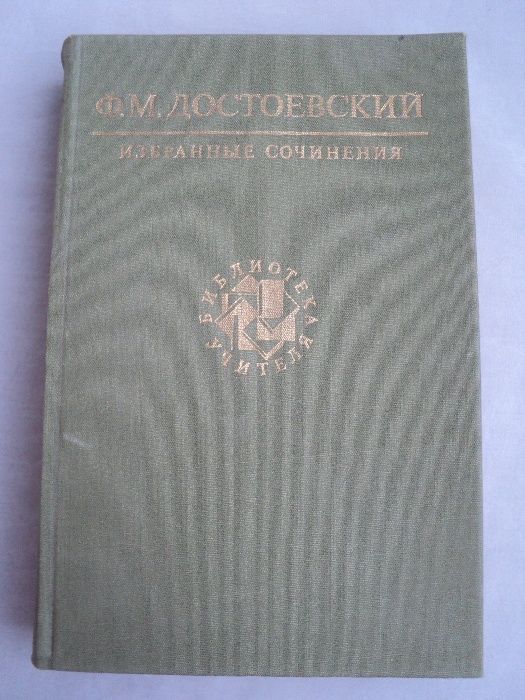 Ф.М. ДОСТОЕВСКИЙ
ИЗБРАННЫЕ СОЧИНЕНИЯ
БИБЛИОТЕКА
УЧИТЕЛЯ